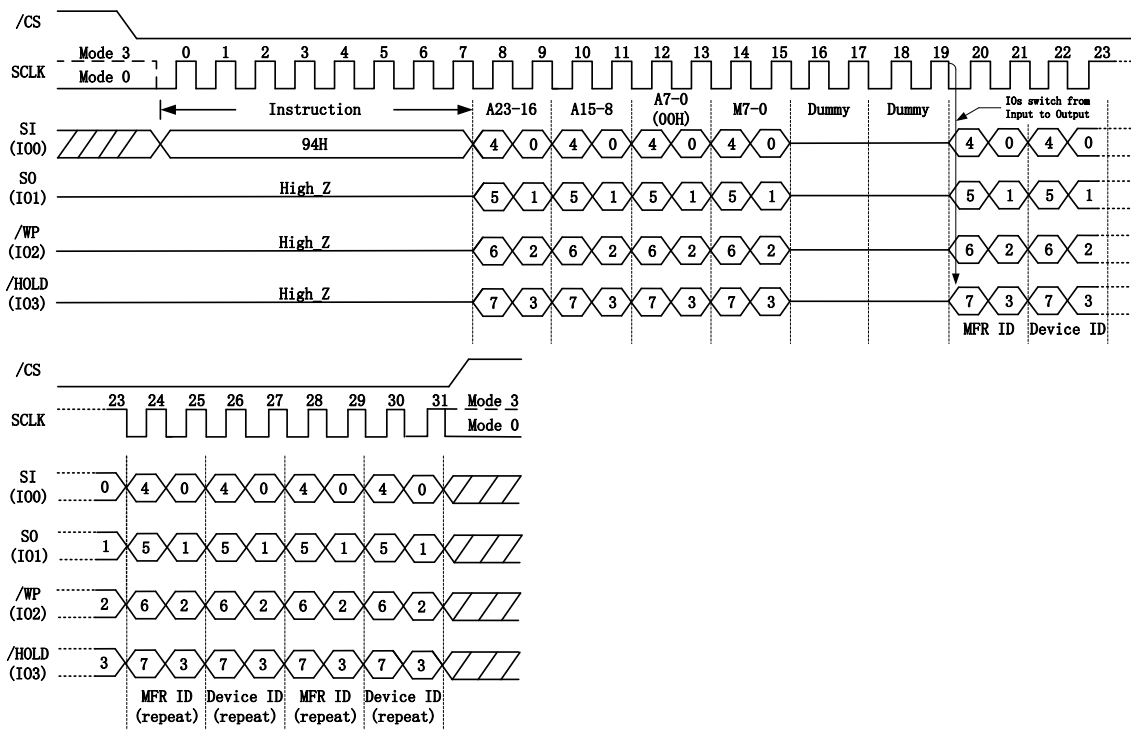 /CS
Mode 3 0 1 2 3 4 5 6 7 8 9 10 11 12 13 14 15 16 17 18 19 20 21 22 23
SCLK
Mode 0
Instruction A23-16 A15-8 A7-0 (00H) M7-0 Dummy Dummy
IOs switch from
Input to Output
SI
(IO0)
94H 4 0 4 0 4 0 4 0 4 0 4 0
SO
(IO1)
High_Z 5 1 5 1 5 1 5 1 5 1 5 1
/WP
(IO2)
High_Z 6 2 6 2 6 2 6 2 6 2 6 2
/HOLD
(IO3)
High_Z 7 3 7 3 7 3 7 3 7 3 7 3
MFR ID Device ID
/CS
23 24 25 26 27 28 29 30 31 Mode 3
SCLK
Mode 0
SI
(IO0)
0 4 0 4 0 4 0 4 0
SO
(IO1)
1 5 1 5 1 5 1 5 1
/WP
(IO2)
2 6 2 6 2 6 2 6 2
/HOLD
(IO3)
3 7 3 7 3 7 3 7 3
MFR ID Device ID MFR ID Device ID
(repeat) (repeat) (repeat) (repeat)